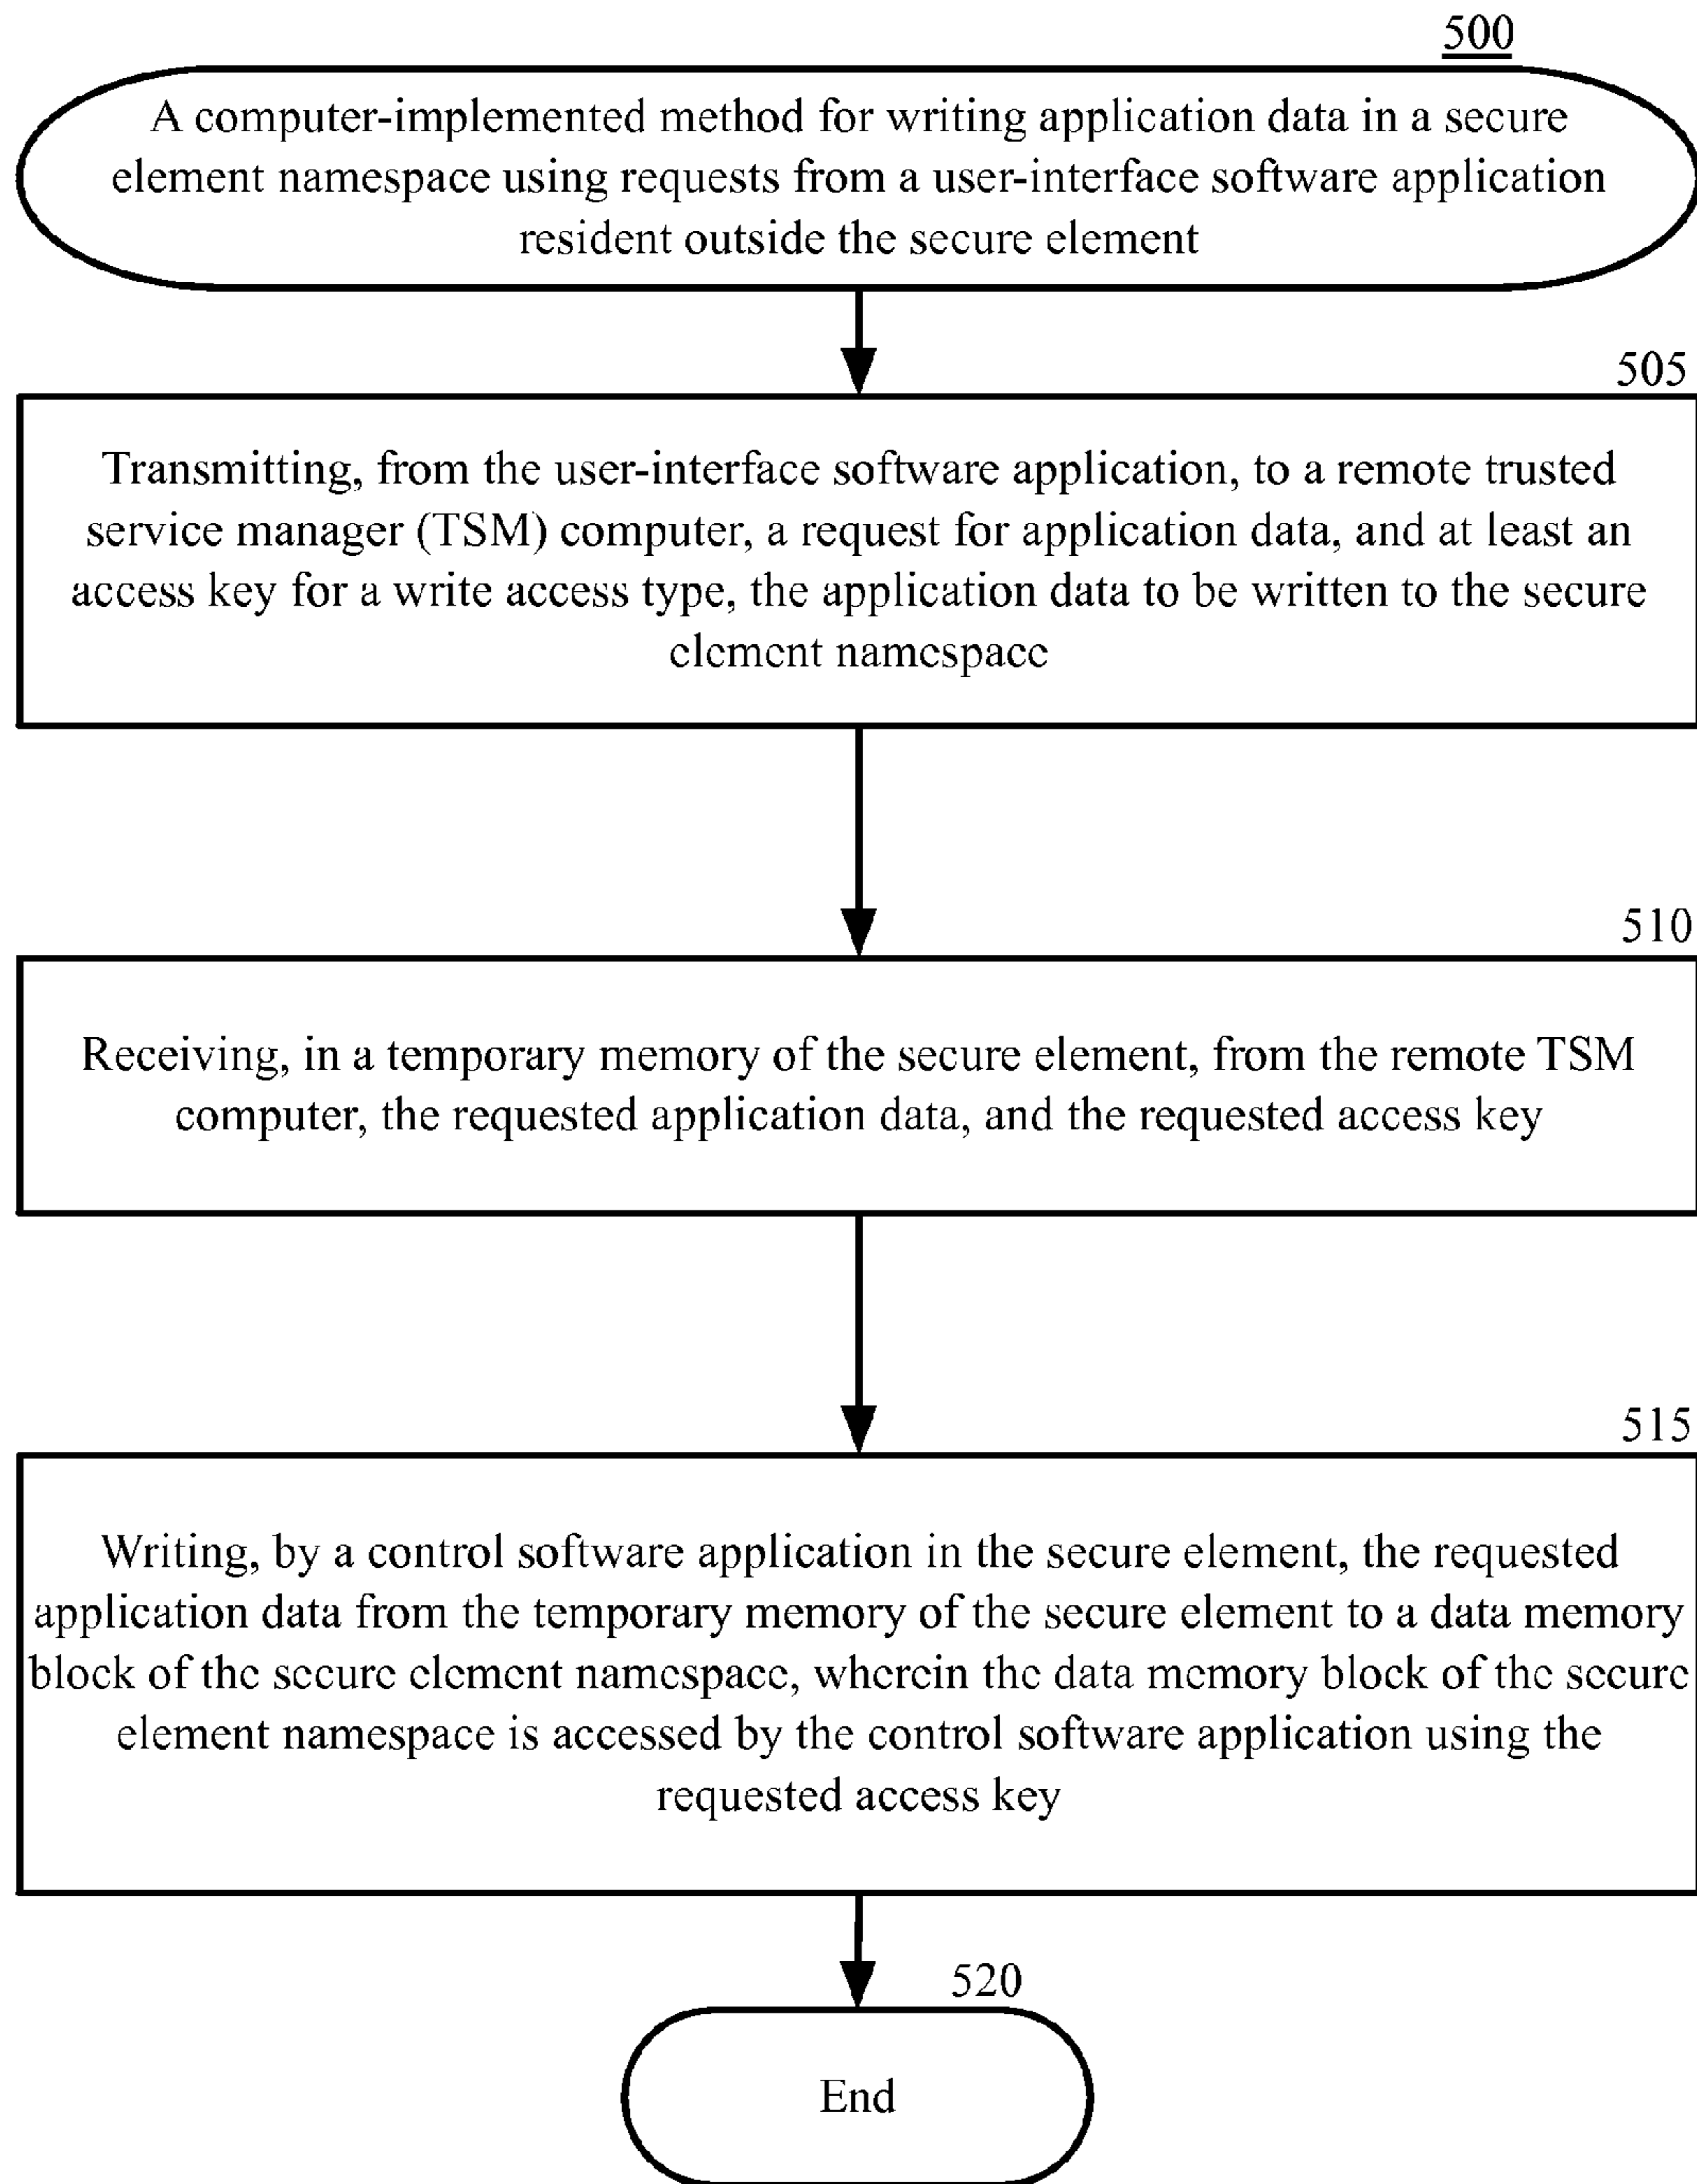 500
A computer-implemented method for writing application data in a secure
element namespace using requests from a user-interface software application
resident outside the secure element
505
Transmitting, from the user-interface software application, to a remote trusted
service manager (TSM) computer, a request for application data, and at least an
access key for a write access type, the application data to be written to the secure
element namespace
510
Receiving, in a temporary memory of the secure element, from the remote TSM
computer, the requested application data, and the requested access key
515
Writing, by a control software application in the secure element, the requested
application data from the temporary memory of the secure element to a data memory
block of the secure element namespace, wherein the data memory block of the secure
element namespace is accessed by the control software application using the
requested access key
520
End